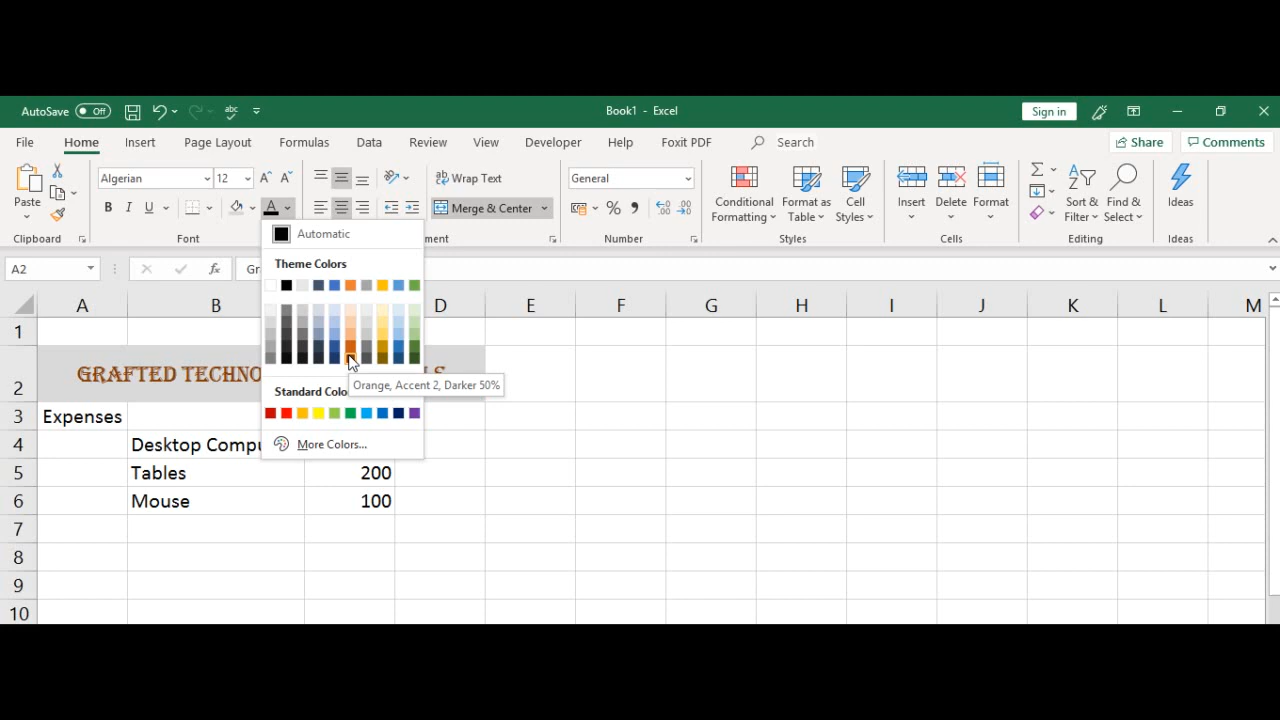 AutoSave Off Book1 - Excel Sign in
File Home Insert Page Layout Formulas Data Review View Developer Help Foxit PDF Search Share Comments
Paste Algerian 12 Wrap Text General Conditional Formatting Format as Table Cell Styles Insert Delete Format Sort & Filter Find & Select Ideas
B I U A Merge & Center % 
Clipboard Font Number Styles Cells Editing Ideas
Automatic
A2 fx
Theme Colors
A B D E F G H I J K L M
1
2 GRAFTED
Orange, Accent 2, Darker 50%
3 Expenses
Standard
4 Desktop
More Colors...
5 Tables 200
6 Mouse 100
7
8
9
10